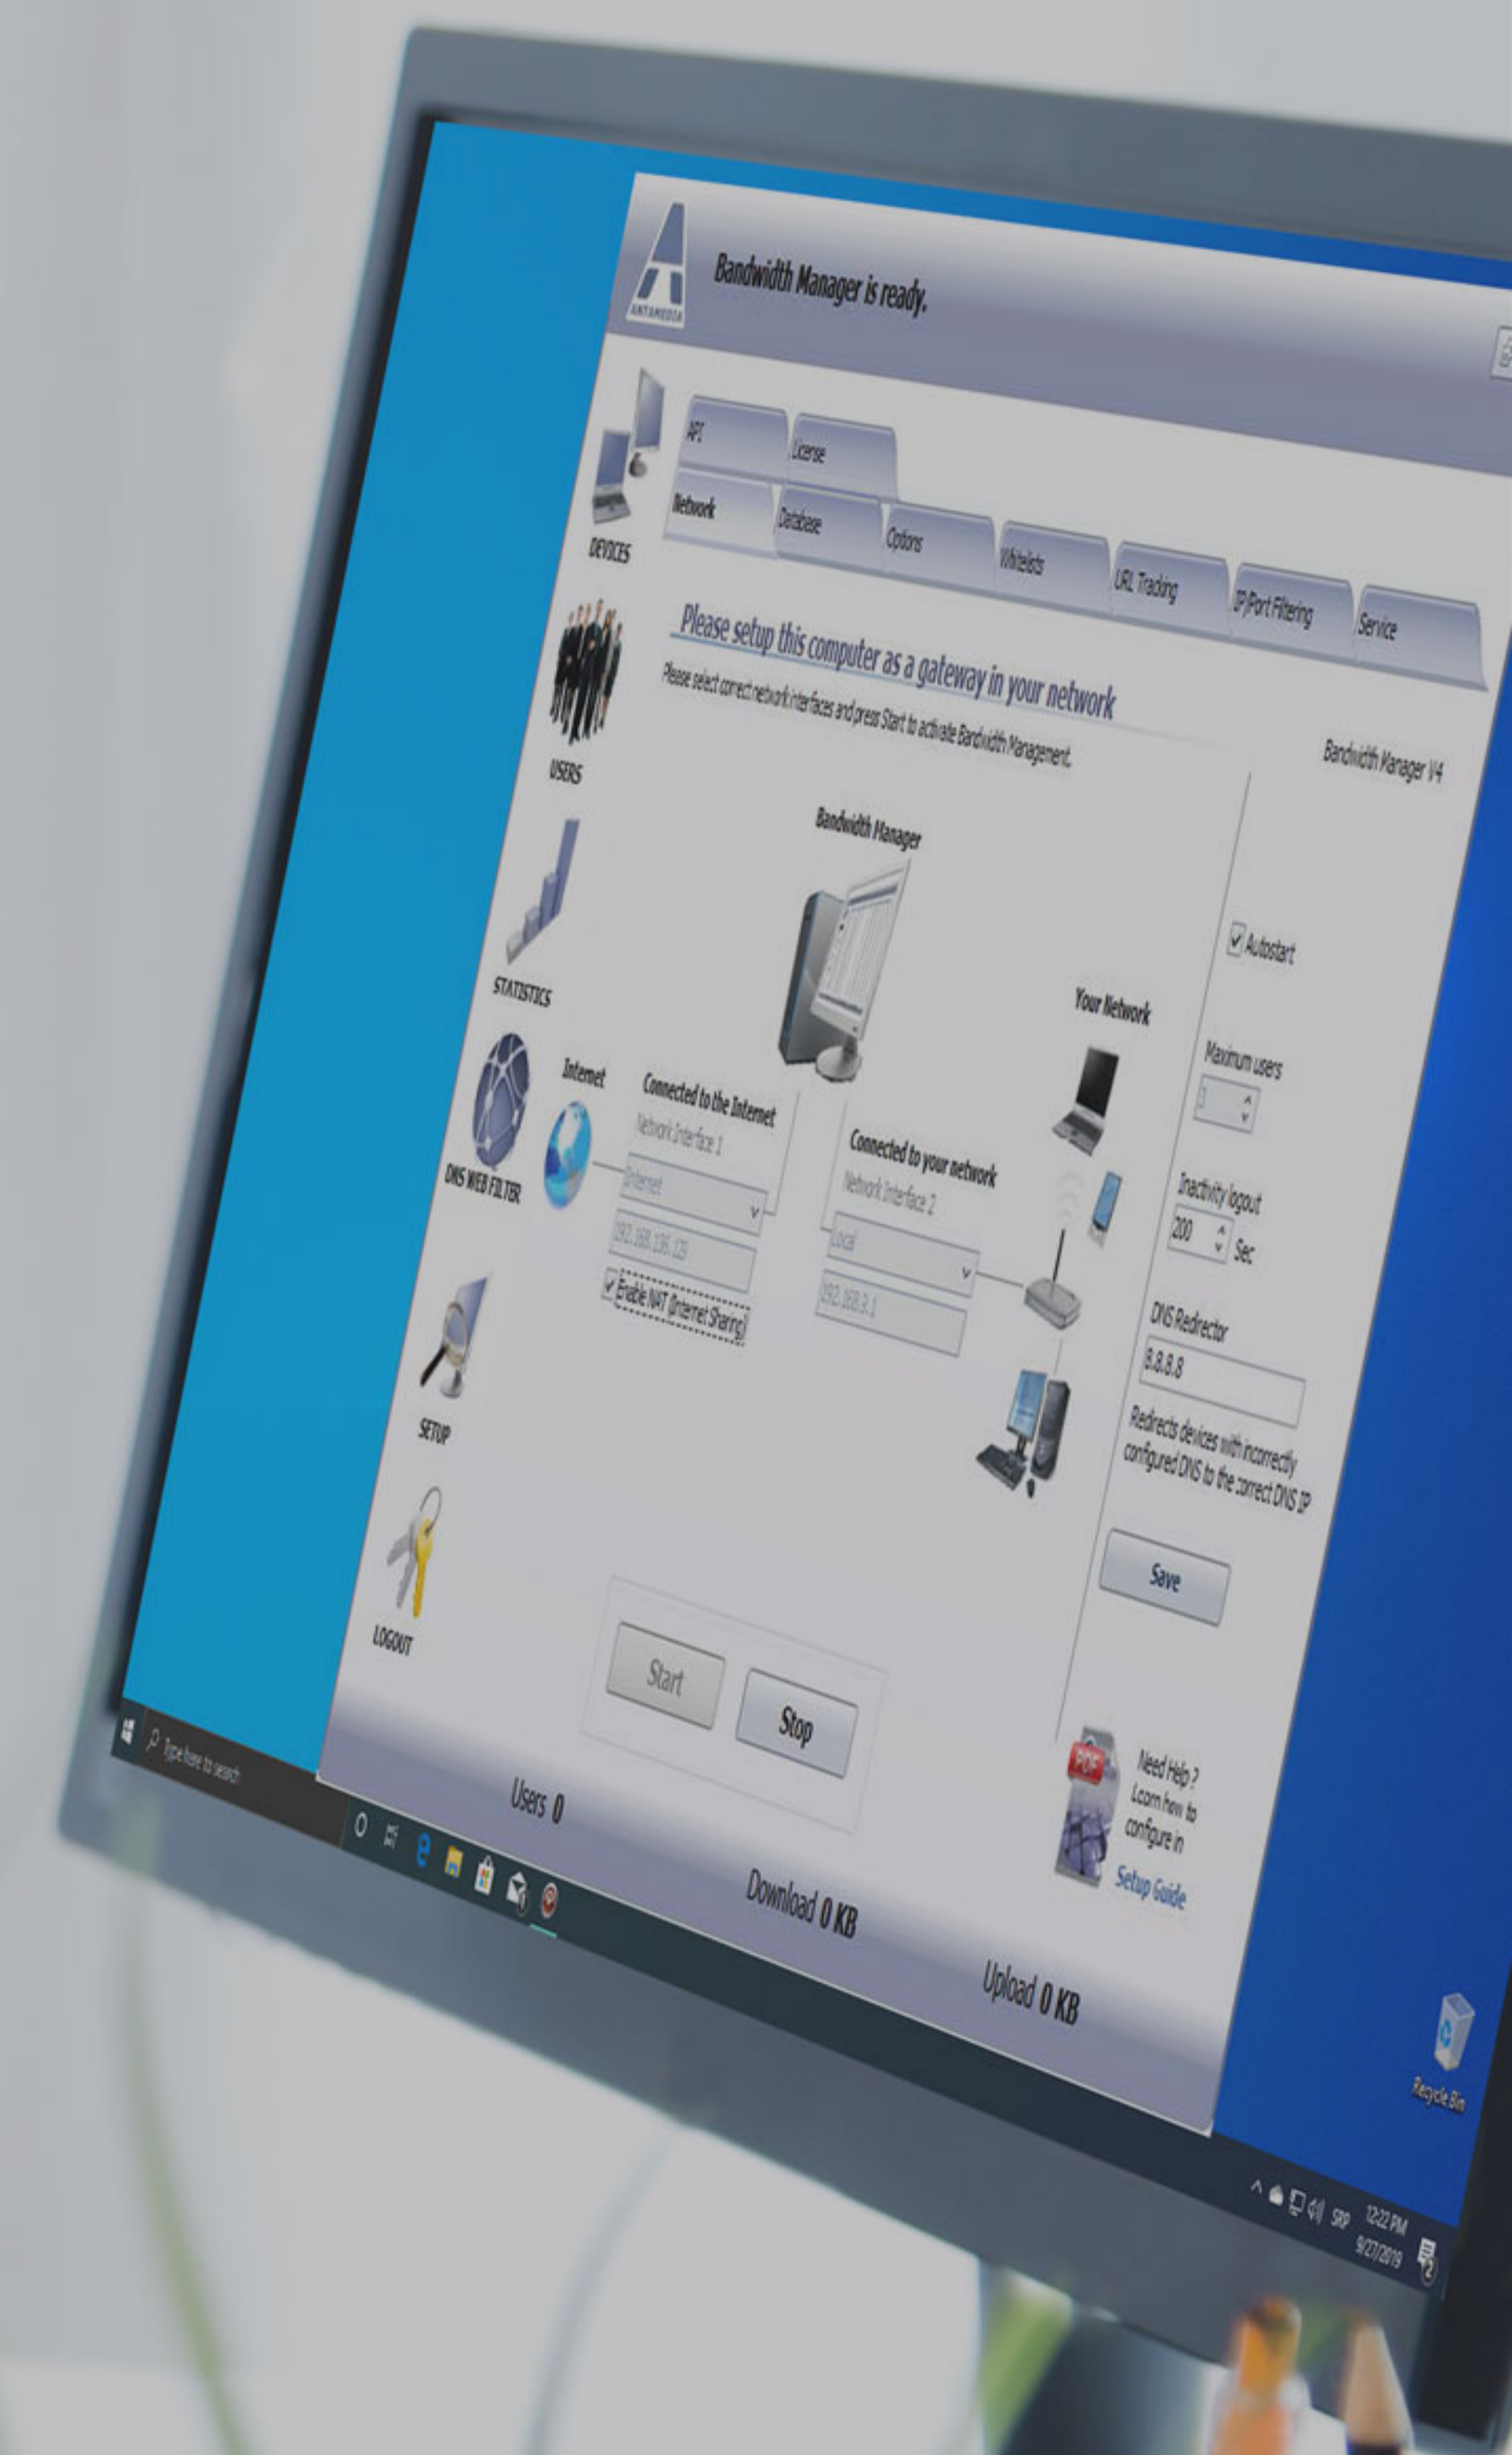 ANTAMEDIA
Bandwidth Manager is ready.
API
License
Network
Database
Options
Whitelists
URL Tracking
IP/Port Filtering
Service
DEVICES
USERS
STATISTICS
DNS WEB FILTER
SETUP
LOGOUT
Please setup this computer as a gateway in your network
Please select correct network interfaces and press Start to activate Bandwidth Management.
Bandwidth Manager V4
Bandwidth Manager
Internet
Connected to the Internet
Network Interface 1
Internet
Enable NAT (Internet Sharing)
Connected to your network
Network Interface 2
Local
192.168.3.1
Your Network
Autostart
Maximum users
Inactivity logout
200
Sec
DNS Redirector
8.8.8.8
Redirects devices with incorrectly
configured DNS to the correct DNS IP
Save
Start
Stop
PDF
Need Help ?
Learn how to
configure in
Setup Guide
Users 0
Download 0 KB
Upload 0 KB
Recycle Bin
Type here to search
SRP
12:22 PM
9/27/2019
2